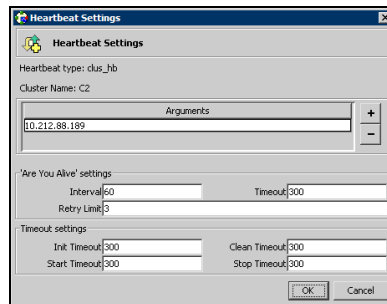 Heartbeat Settings
Heartbeat Settings
Heartbeat type: clus_hb
Cluster Name: C2
Arguments
10.212.88.189
+
-
'Are You Alive' settings
Interval 60 Timeout 300
Retry Limit 3
Timeout settings
Init Timeout 300 Clean Timeout 300
Start Timeout 300 Stop Timeout 300
OK Cancel